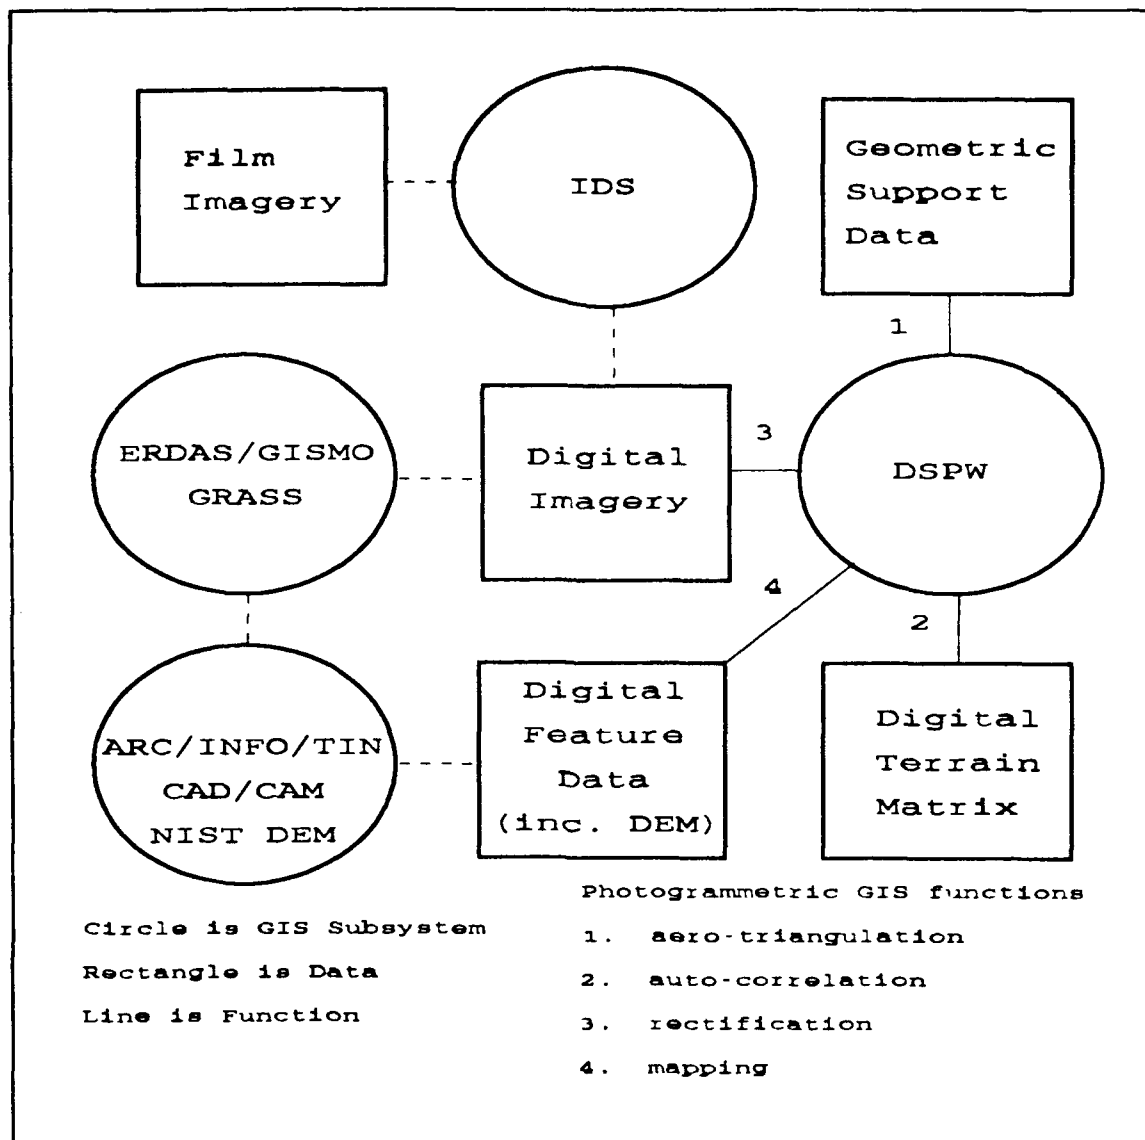 Film
Imagery
IDS
Geometric
Support
Data
1
ERDAS/GISMO
GRASS
Digital
Imagery
3
DSPW
4
2
ARC/INFO/TIN
CAD/CAM
NIST DEM
Digital
Feature
Data
(inc. DEM)
Digital
Terrain
Matrix
Circle is GIS Subsystem
Rectangle is Data
Line is Function
Photogrammetric GIS functions
1. aero-triangulation
2. auto-correlation
3. rectification
4. mapping